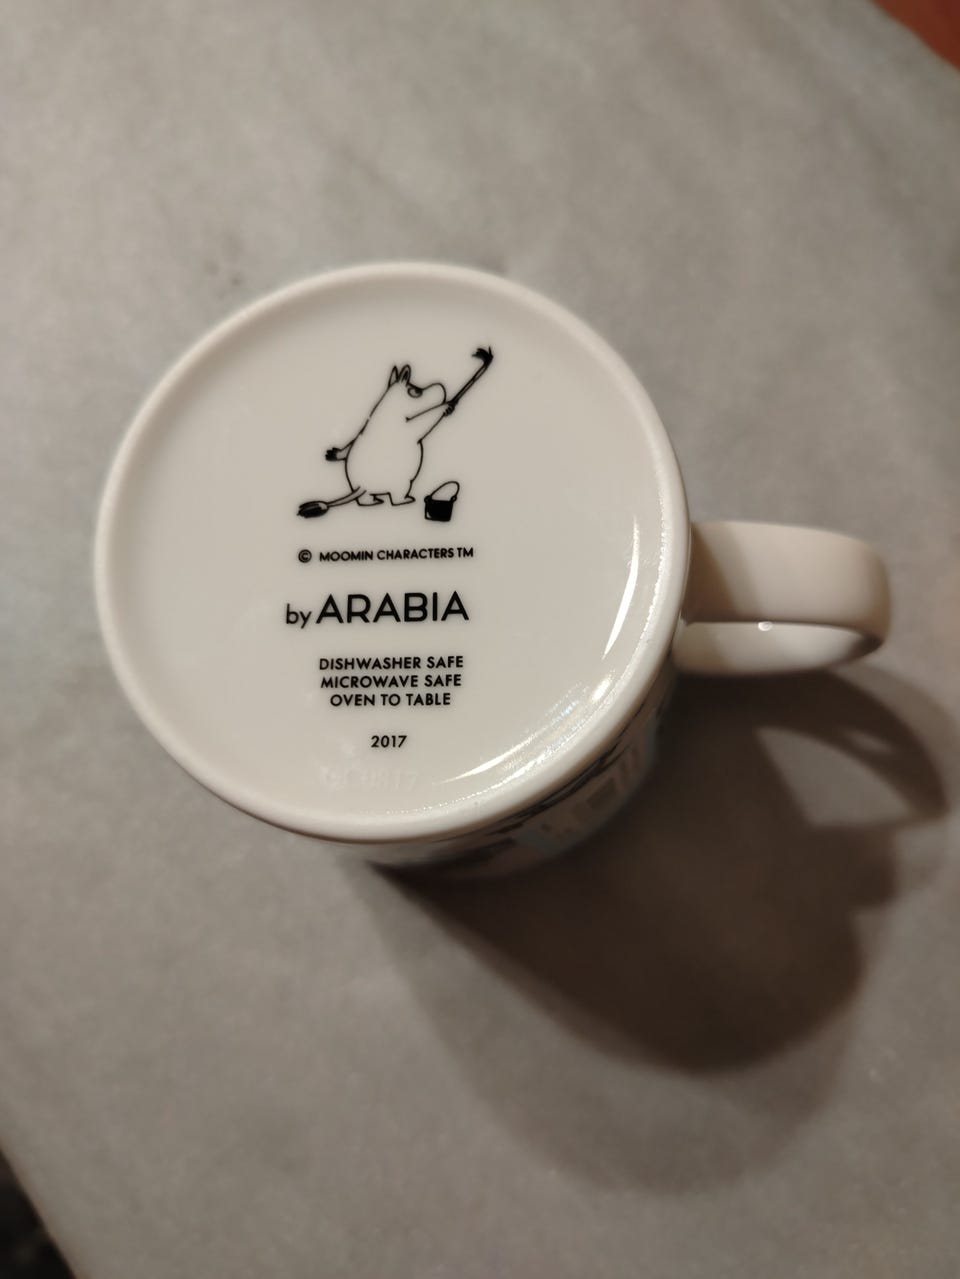 © MOOMIN CHARACTERS TM
by ARABIA
DISHWASHER SAFE
MICROWAVE SAFE
OVEN TO TABLE
2017